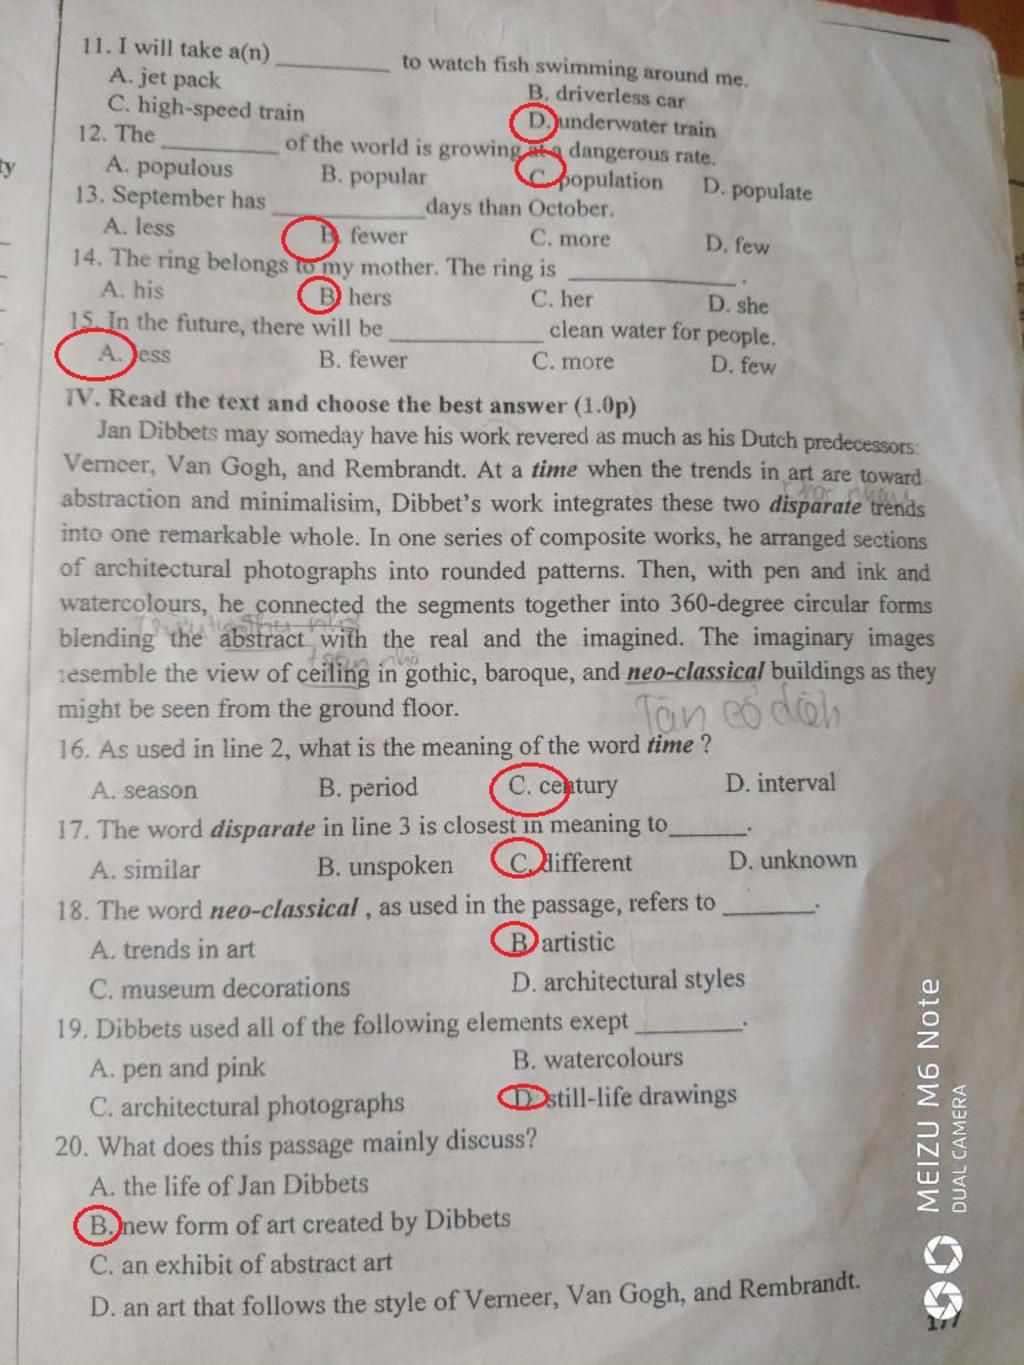 11. I will take a(n) __________ to watch fish swimming around me.
A. jet pack B. driverless car
C. high-speed train D. underwater train
12. The __________ of the world is growing at a dangerous rate.
A. populous B. popular C. population D. populate
13. September has __________ days than October.
A. less B. fewer C. more D. few
14. The ring belongs to my mother. The ring is __________.
A. his B. hers C. her D. she
15. In the future, there will be __________ clean water for people.
A. less B. fewer C. more D. few
IV. Read the text and choose the best answer (1.0p)
Jan Dibbets may someday have his work revered as much as his Dutch predecessors:
Verneer, Van Gogh, and Rembrandt. At a time when the trends in art are toward
abstraction and minimalisim, Dibbet's work integrates these two disparate trends
into one remarkable whole. In one series of composite works, he arranged sections
of architectural photographs into rounded patterns. Then, with pen and ink and
watercolours, he connected the segments together into 360-degree circular forms
blending the abstract with the real and the imagined. The imaginary images
resemble the view of ceiling in gothic, baroque, and neo-classical buildings as they
might be seen from the ground floor.
Tân cổ điển
16. As used in line 2, what is the meaning of the word time ?
A. season B. period C. century D. interval
17. The word disparate in line 3 is closest in meaning to______.
A. similar B. unspoken C. different D. unknown
18. The word neo-classical , as used in the passage, refers to _______.
A. trends in art B. artistic
C. museum decorations D. architectural styles
19. Dibbets used all of the following elements exept ________.
A. pen and pink B. watercolours
C. architectural photographs D. still-life drawings
20. What does this passage mainly discuss?
A. the life of Jan Dibbets
B. new form of art created by Dibbets
C. an exhibit of abstract art
D. an art that follows the style of Verneer, Van Gogh, and Rembrandt.
177
MEIZU M6 Note
DUAL CAMERA